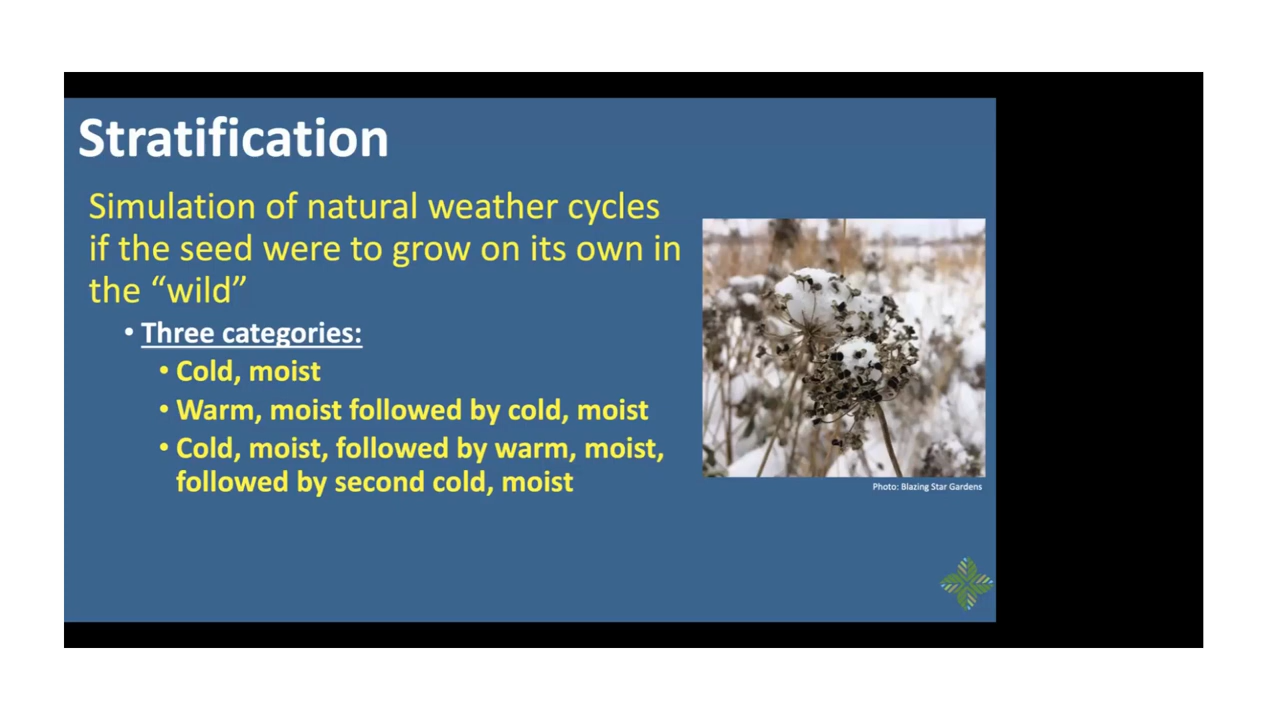 Stratification
Simulation of natural weather cycles
if the seed were to grow on its own in
the “wild”
• Three categories:
• Cold, moist
• Warm, moist followed by cold, moist
• Cold, moist, followed by warm, moist,
followed by second cold, moist
Photo: Blazing Star Gardens